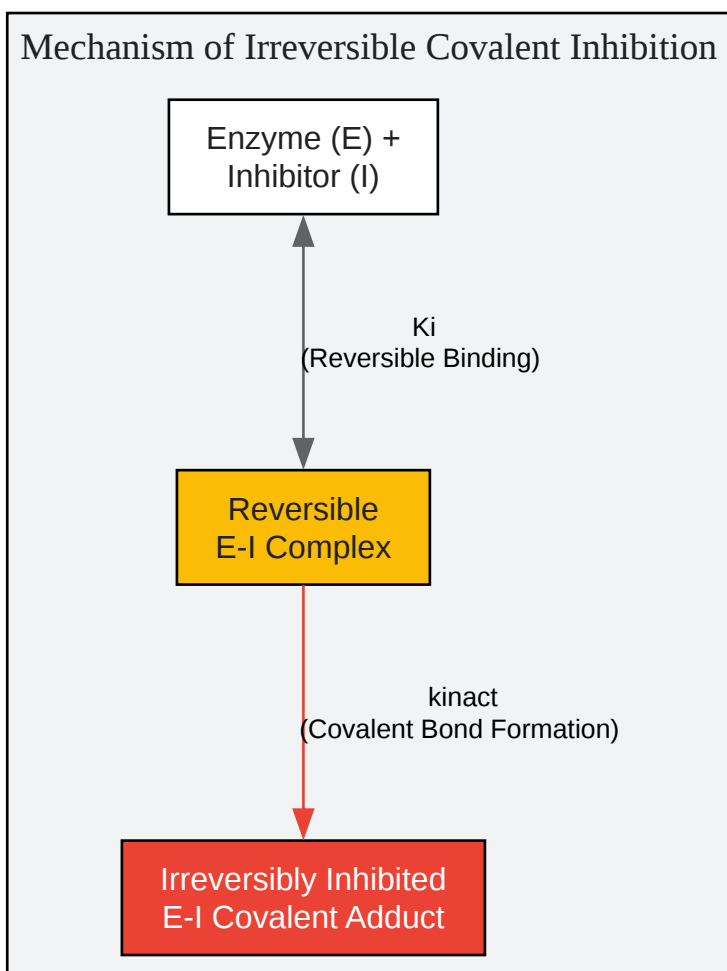 Mechanism of Irreversible Covalent Inhibition
Enzyme (E) +
Inhibitor (I)
Ki
(Reversible Binding)
Reversible
E-I Complex
kinact
(Covalent Bond Formation)
Irreversibly Inhibited
E-I Covalent Adduct